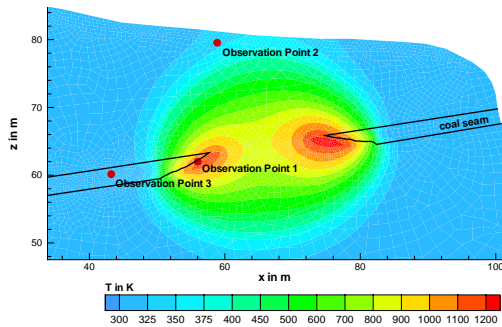 80
70
60
50
z in m
Observation Point 2
coal seam
Observation Point 1
Observation Point 3
40 60 80 100
x in m
T in K
300 325 350 400 450 500 600 700 800 900 1000 1100 1200